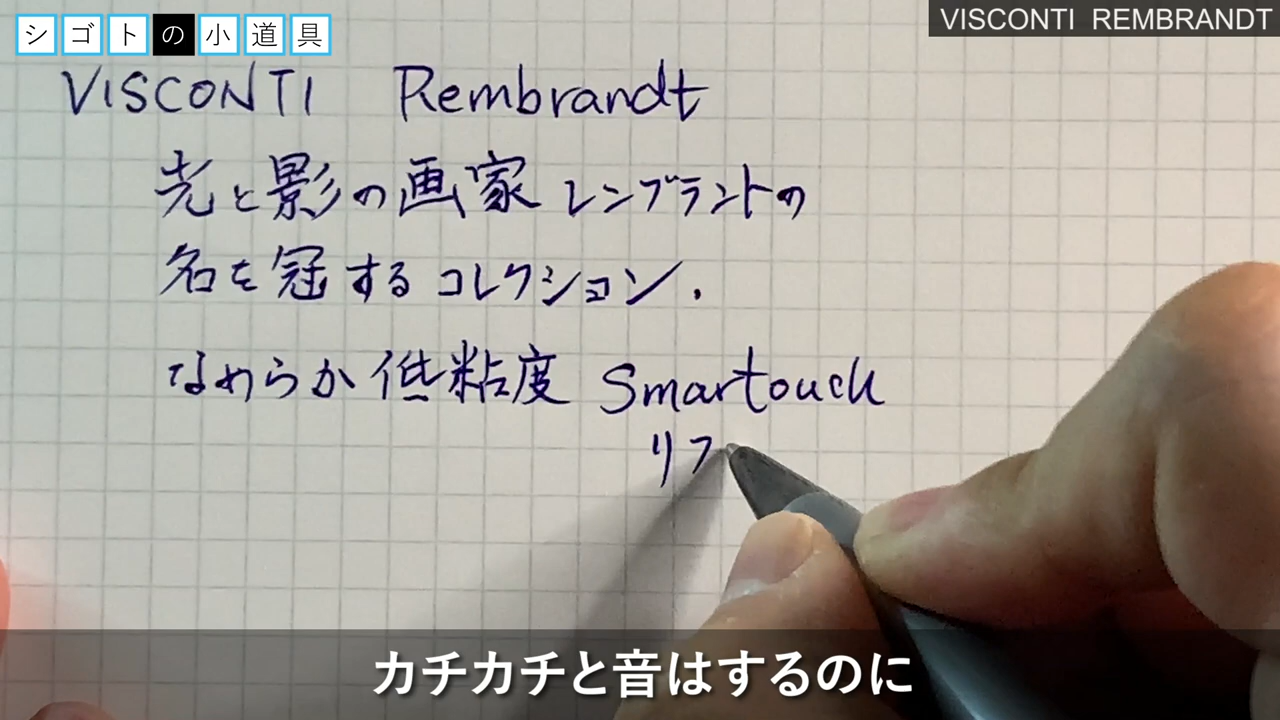 シゴトの小道具
VISCONTI REMBRANDT
VISCONTI Rembrandt
光と影の画家 レンブラントの
名を冠するコレクション.
なめらか低粘度 Smartouch
リフ
カチカチと音はするのに